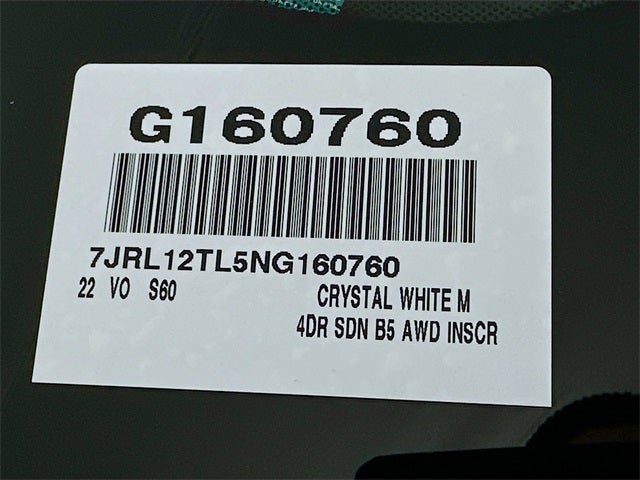 G160760
7JRL12TL5NG160760
22 VO S60
CRYSTAL WHITE M
4DR SDN B5 AWD INSCR